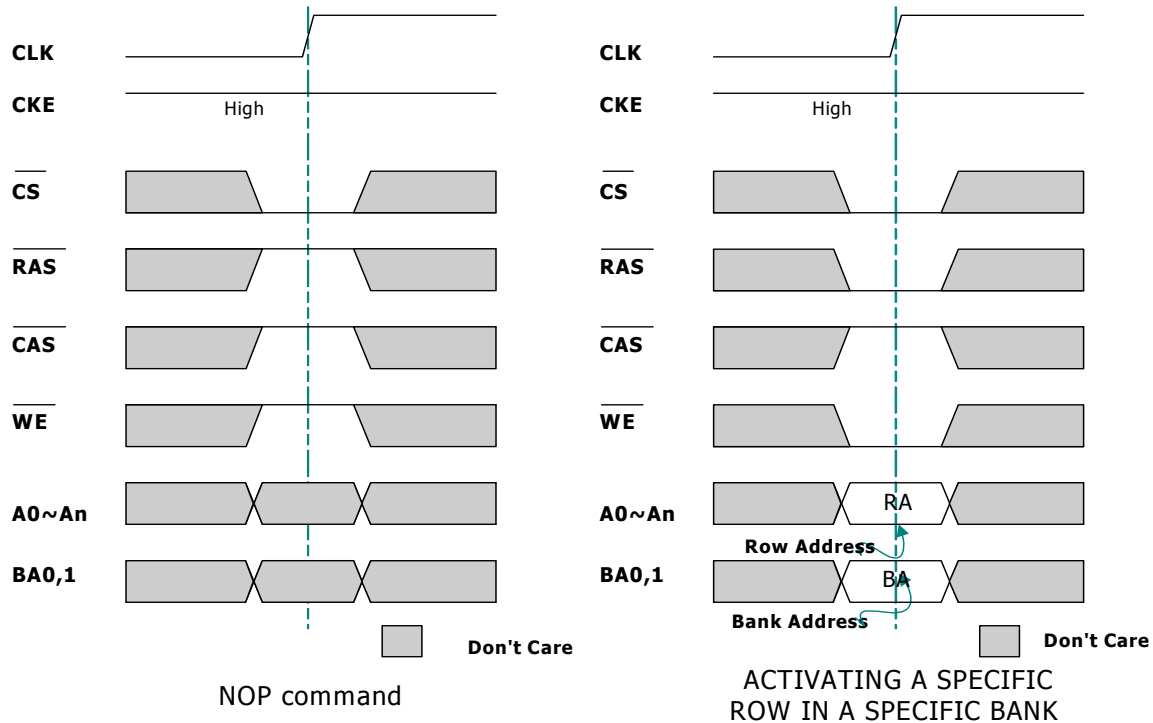 CLK
CKE
High
CS
RAS
CAS
WE
A0~An
BA0,1
Don't Care
NOP command
CLK
CKE
High
CS
RAS
CAS
WE
A0~An
RA
Row Address
BA0,1
BA
Bank Address
Don't Care
ACTIVATING A SPECIFIC
ROW IN A SPECIFIC BANK